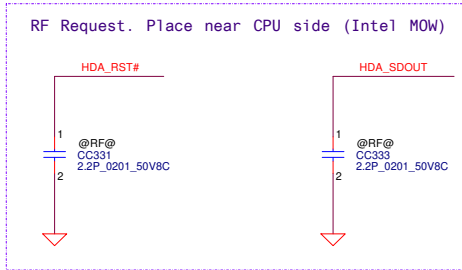 RF Request. Place near CPU side (Intel MOW)
HDA_RST#
1
@RF@
CC331
2.2P_0201_50V8C
2
HDA_SDOUT
1
@RF@
CC333
2.2P_0201_50V8C
2